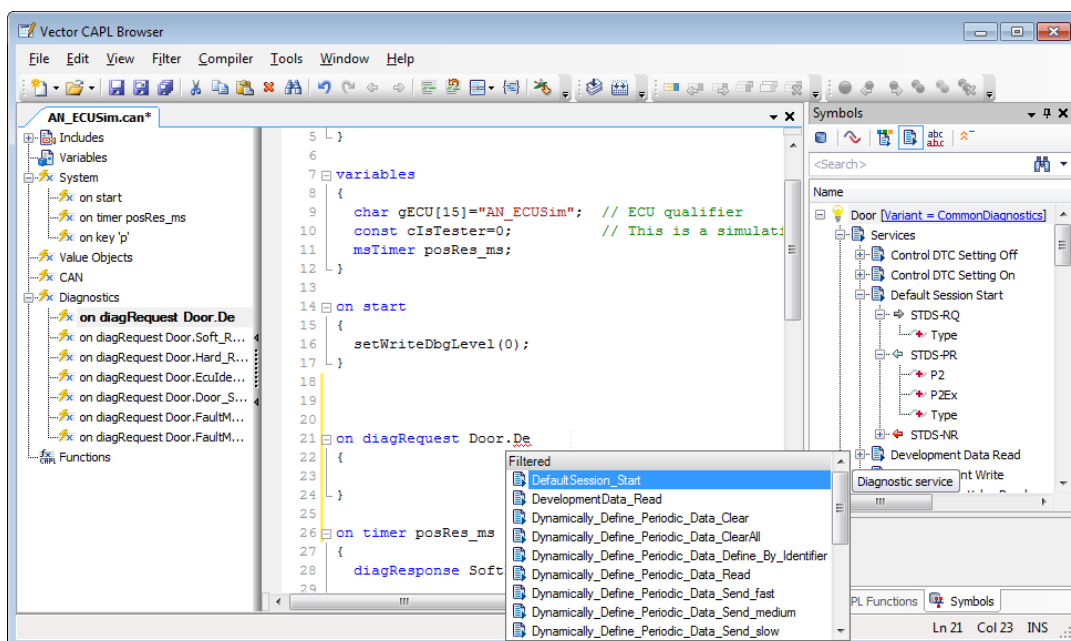 Vector CAPL Browser
File Edit View Filter Compiler Tools Window Help
AN_ECUSim.can*
Includes
Variables
System
on start
on timer posRes_ms
on key 'p'
Value Objects
CAN
Diagnostics
on diagRequest Door.De
on diagRequest Door.Soft_R...
on diagRequest Door.Hard_R...
on diagRequest Door.EcuIde...
on diagRequest Door.Door_S...
on diagRequest Door.FaultM...
on diagRequest Door.FaultM...
Functions
5 }
6
7 variables
8 {
9 char gECU[15]="AN_ECUSim"; // ECU qualifier
10 const cIsTester=0; // This is a simulati
11 msTimer posRes_ms;
12 }
13
14 on start
15 {
16 setWriteDbgLevel(0);
17 }
18
19
20
21 on diagRequest Door.De
22 {
23
24 }
25
26 on timer posRes_ms
27 {
28 diagResponse Soft
29
Filtered
DefaultSession_Start
DevelopmentData_Read
Dynamically_Define_Periodic_Data_Clear
Dynamically_Define_Periodic_Data_ClearAll
Dynamically_Define_Periodic_Data_Define_By_Identifier
Dynamically_Define_Periodic_Data_Read
Dynamically_Define_Periodic_Data_Send_fast
Dynamically_Define_Periodic_Data_Send_medium
Dynamically_Define_Periodic_Data_Send_slow
Symbols
abc
abc
<Search>
Name
Door [Variant = CommonDiagnostics]
Services
Control DTC Setting Off
Control DTC Setting On
Default Session Start
STDS-RQ
Type
STDS-PR
P2
P2Ex
Type
STDS-NR
Development Data Read
nt Write
Diagnostic service
PL Functions Symbols
Ln 21 Col 23 INS